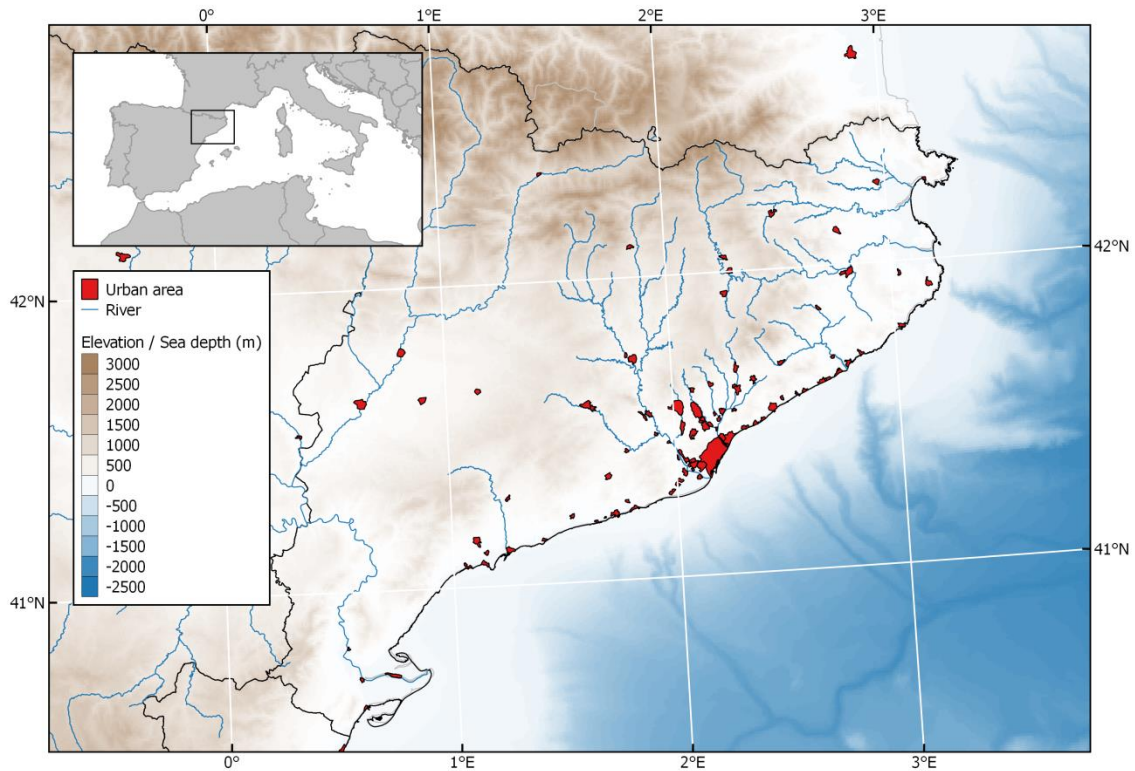 0°
1°E
2°E
3°E
42°N
42°N
Urban area
River
Elevation / Sea depth (m)
3000
2500
2000
1500
1000
500
0
-500
-1000
-1500
-2000
-2500
41°N
41°N
0°
1°E
2°E
3°E